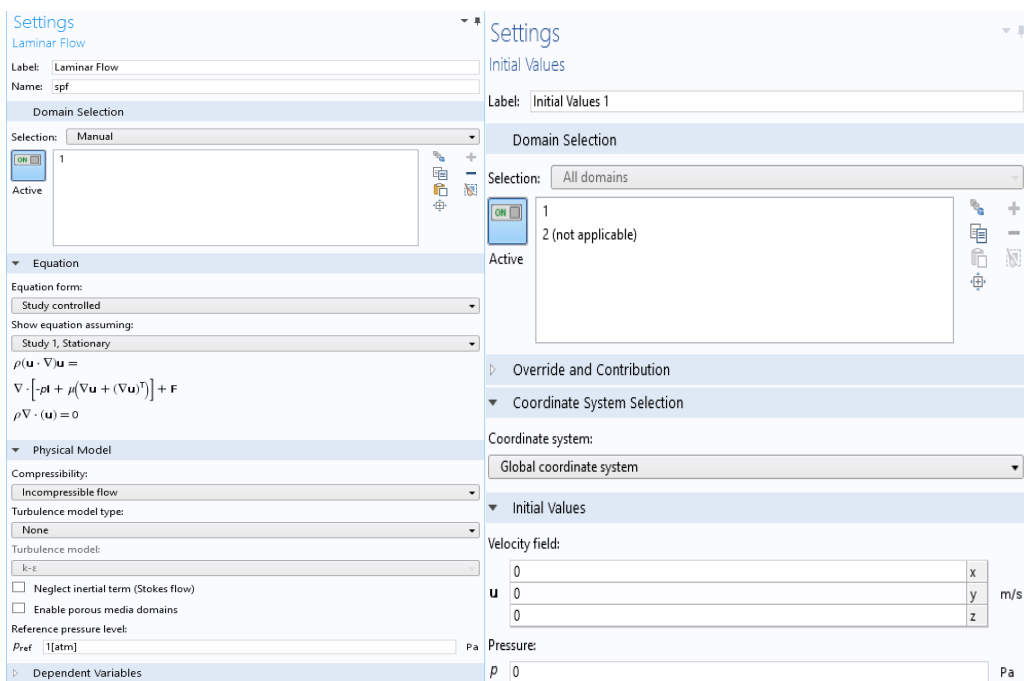 Settings
Laminar Flow
Label: Laminar Flow
Name: spf
Domain Selection
Selection: Manual
ON
1
Active
Equation
Equation form:
Study controlled
Show equation assuming:
Study 1, Stationary
ρ(u · ∇)u =
∇ · [-pI + μ(∇u + (∇u)ᵀ)] + F
ρ∇ · (u) = 0
Physical Model
Compressibility:
Incompressible flow
Turbulence model type:
None
Turbulence model:
k-ε
Neglect inertial term (Stokes flow)
Enable porous media domains
Reference pressure level:
pref 1[atm] Pa
Dependent Variables
Settings
Initial Values
Label: Initial Values 1
Domain Selection
Selection: All domains
ON
1
2 (not applicable)
Active
Override and Contribution
Coordinate System Selection
Coordinate system:
Global coordinate system
Initial Values
Velocity field:
0 x
u 0 y m/s
0 z
Pressure:
p 0 Pa